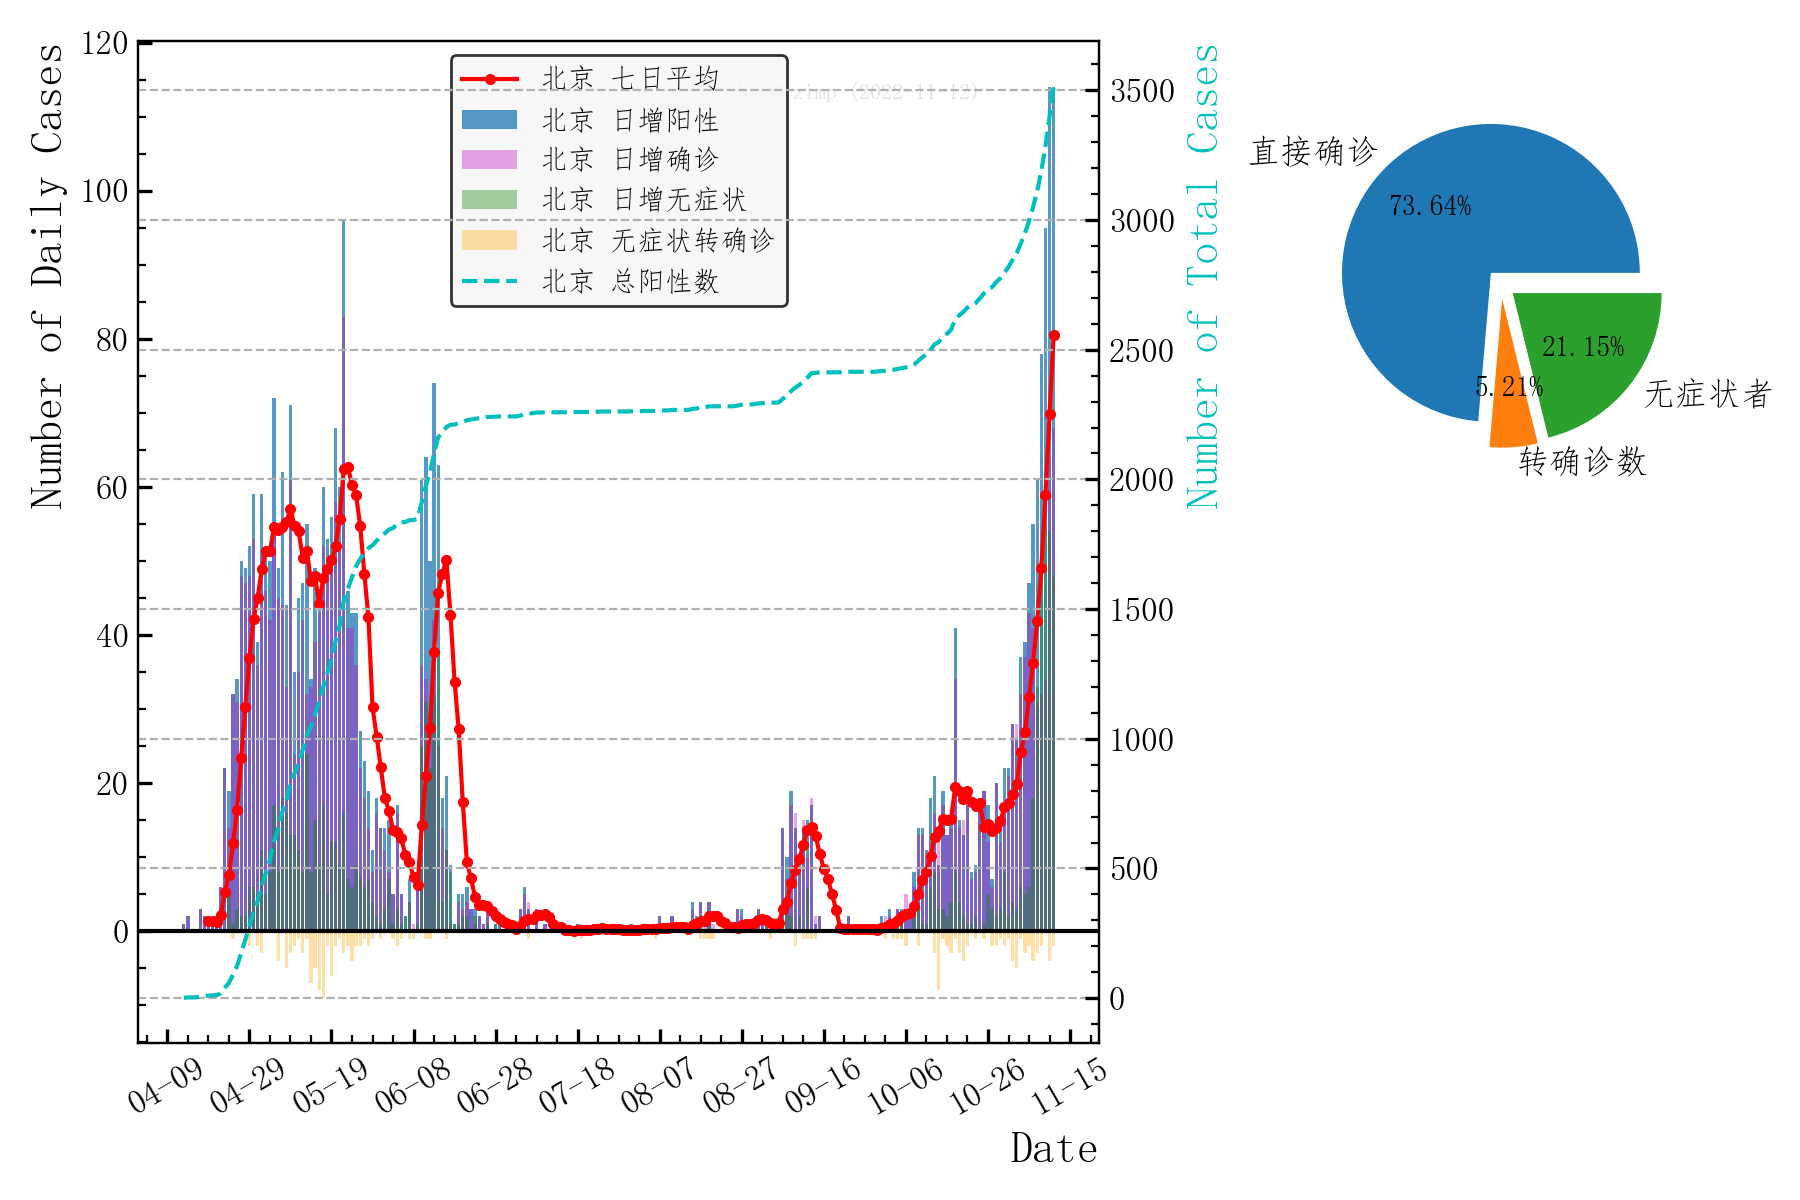 Number of Daily Cases
120
100
80
60
40
20
0
北京 七日平均
北京 日增阳性
北京 日增确诊
北京 日增无症状
北京 无症状转确诊
北京 总阳性数
(2022-11-12)
3500
3000
2500
2000
1500
1000
500
0
Number of Total Cases
04-09
04-29
05-19
06-08
06-28
07-18
08-07
08-27
09-16
10-06
10-26
11-15
Date
直接确诊
73.64%
21.15%
5.21%
无症状者
转确诊数